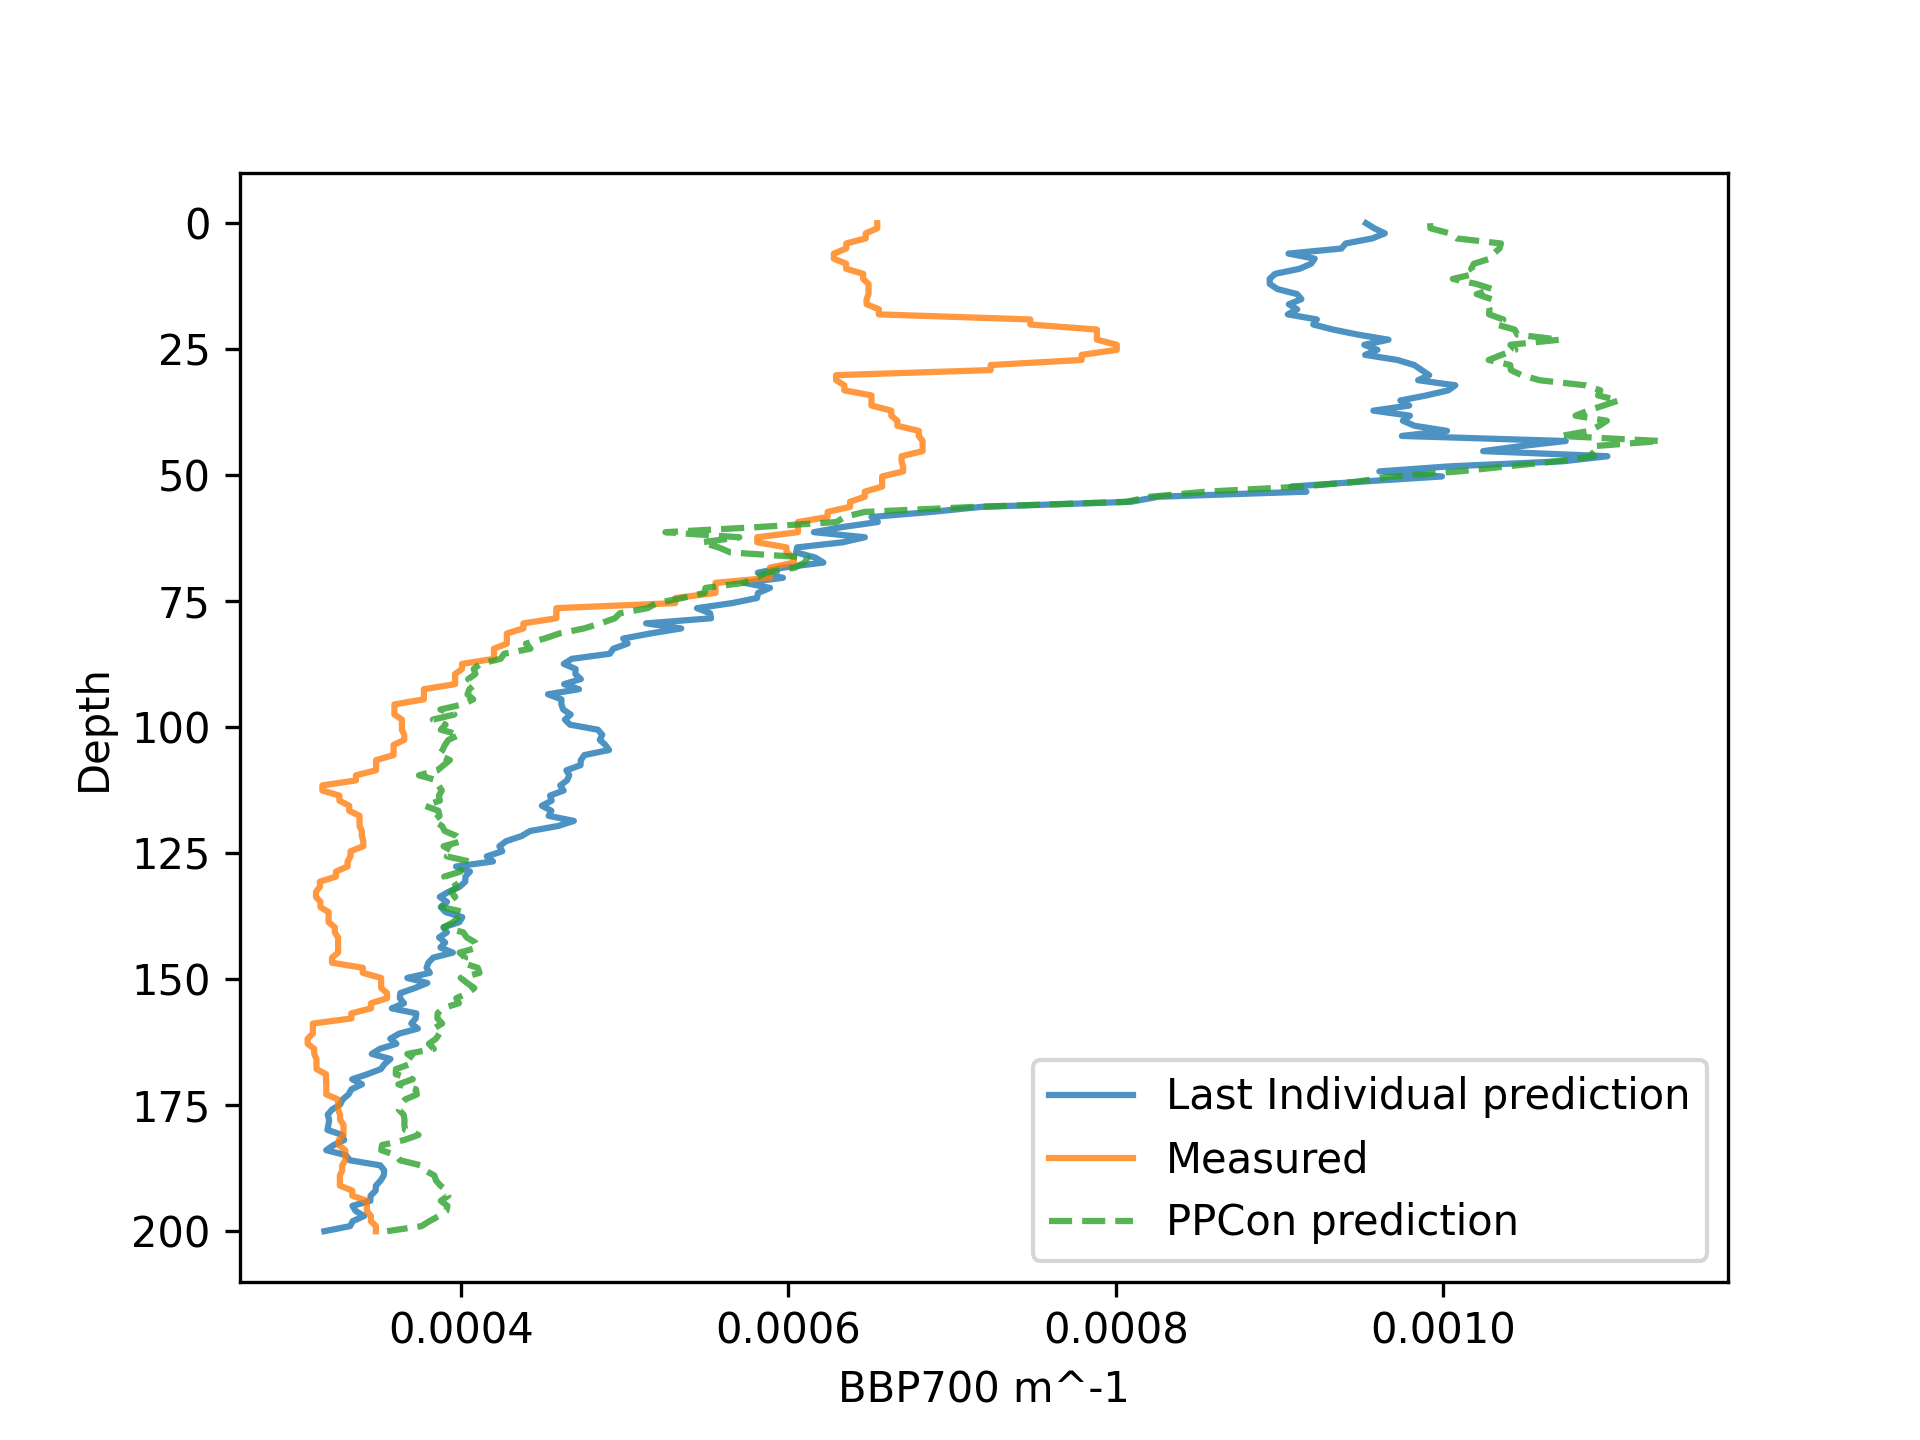 0
25
50
75
100
125
150
175
200
Depth
0.0004 0.0006 0.0008 0.0010
BBP700 m^-1
Last Individual prediction
Measured
PPCon prediction